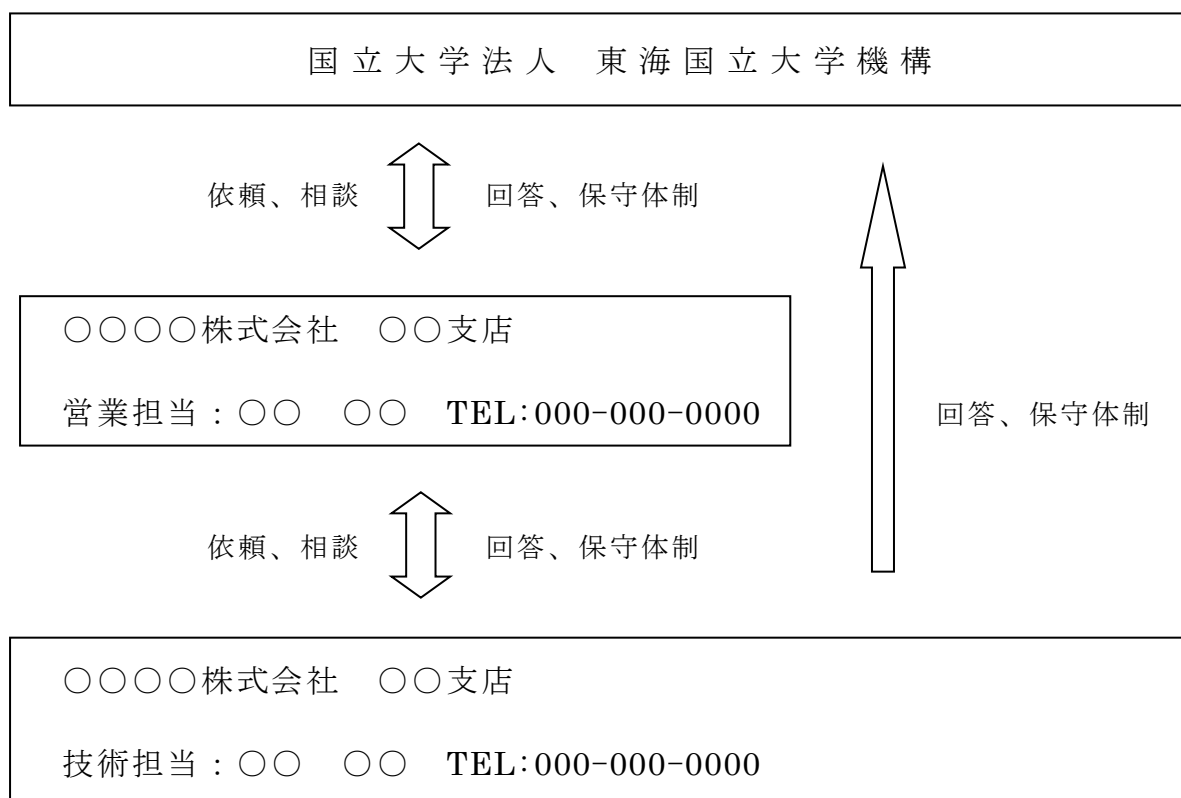 国立大学法人　東海国立大学機構
依頼、相談　回答、保守体制
○○○○株式会社　○○支店
営業担当：○○　○○　TEL:000-000-0000
回答、保守体制
依頼、相談　回答、保守体制
○○○○株式会社　○○支店
技術担当：○○　○○　TEL:000-000-0000